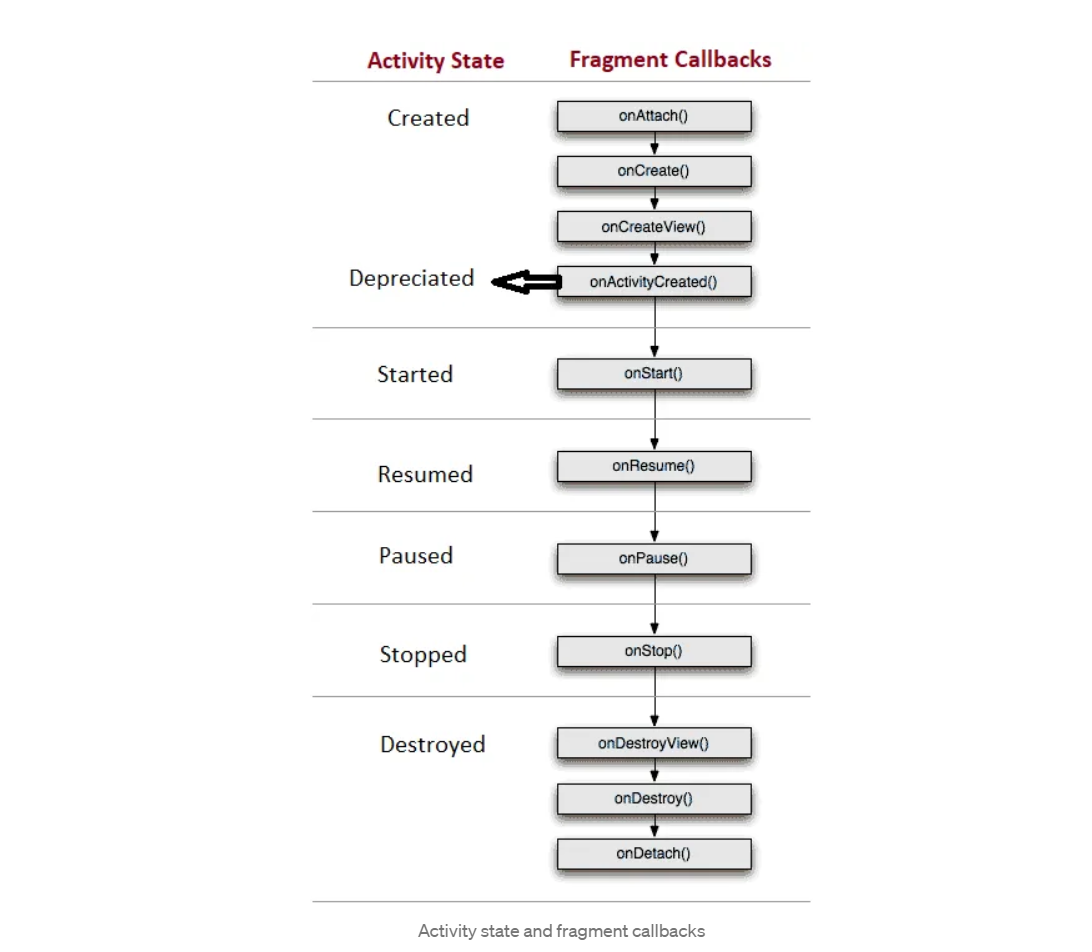 Activity State Fragment Callbacks
Created onAttach()
onCreate()
onCreateView()
Depreciated onActivityCreated()
Started onStart()
Resumed onResume()
Paused onPause()
Stopped onStop()
Destroyed onDestroyView()
onDestroy()
onDetach()
Activity state and fragment callbacks